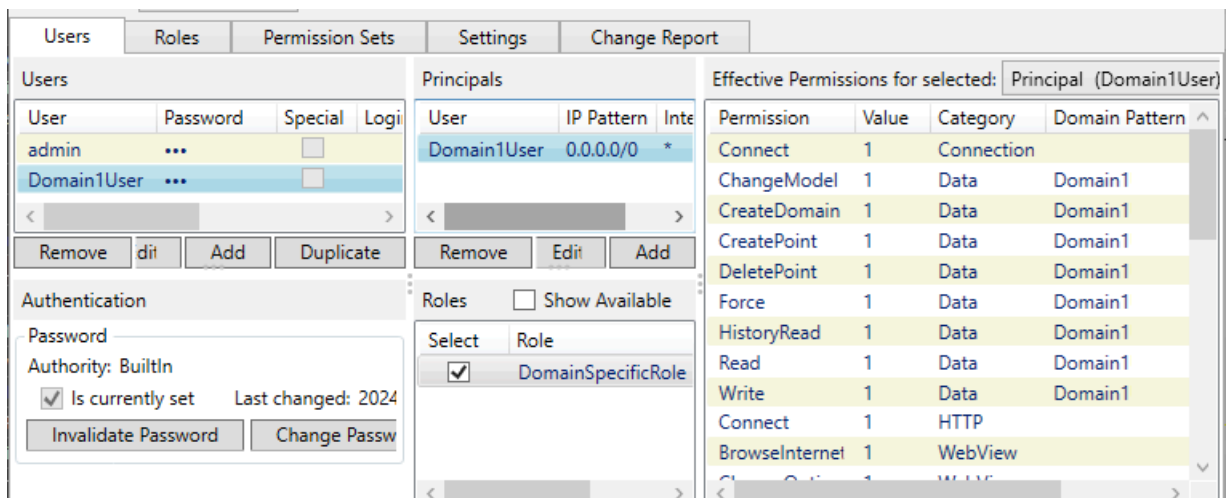 Users Roles Permission Sets Settings Change Report
Users
User Password Special Logi
admin •••
Domain1User •••
Remove dit Add Duplicate
Authentication
Password
Authority: BuiltIn
Is currently set Last changed: 2024
Invalidate Password Change Passw
Principals
User IP Pattern Inte
Domain1User 0.0.0.0/0 *
Remove Edit Add
Roles Show Available
Select Role
DomainSpecificRole
Effective Permissions for selected: Principal (Domain1User)
Permission Value Category Domain Pattern
Connect 1 Connection
ChangeModel 1 Data Domain1
CreateDomain 1 Data Domain1
CreatePoint 1 Data Domain1
DeletePoint 1 Data Domain1
Force 1 Data Domain1
HistoryRead 1 Data Domain1
Read 1 Data Domain1
Write 1 Data Domain1
Connect 1 HTTP
BrowseInternet 1 WebView